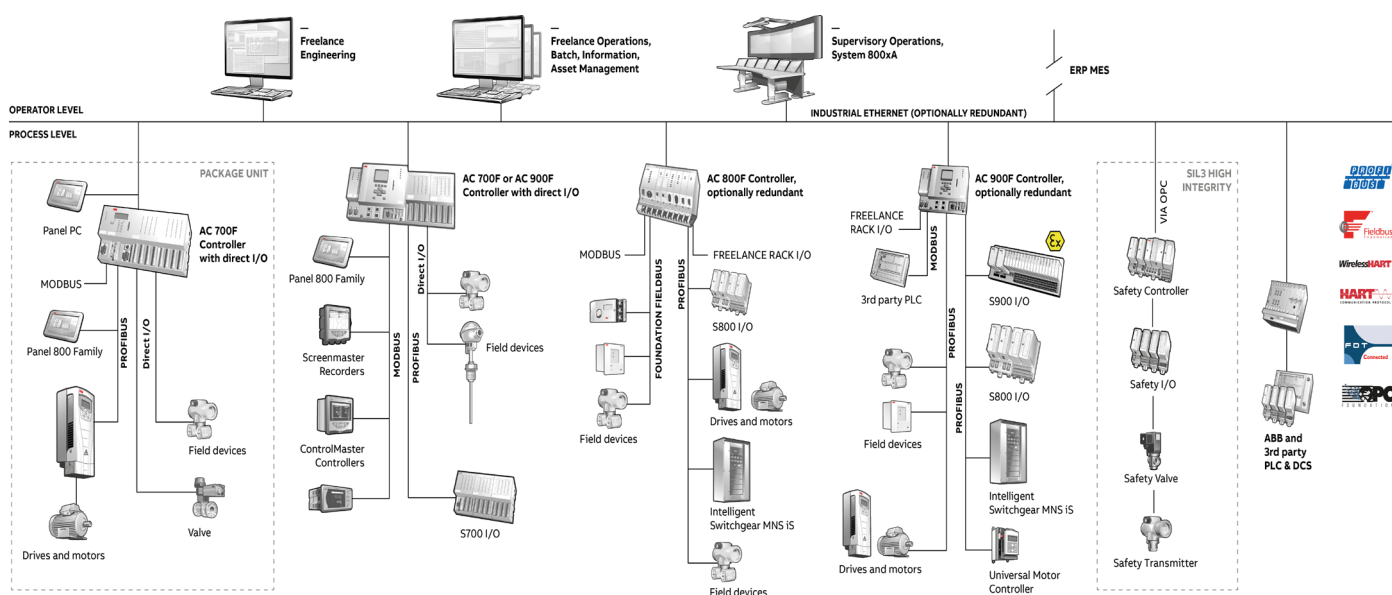 Freelance
Engineering
Freelance Operations,
Batch, Information,
Asset Management
Supervisory Operations,
System 800xA
ERP MES
OPERATOR LEVEL
INDUSTRIAL ETHERNET (OPTIONALLY REDUNDANT)
PROCESS LEVEL
PACKAGE UNIT
Panel PC
AC 700F
Controller
with direct I/O
MODBUS
Panel 800 Family
PROFIBUS
Direct I/O
Field devices
Valve
Drives and motors
AC 700F or AC 900F
Controller with direct I/O
Panel 800 Family
Direct I/O
Screenmaster
Recorders
MODBUS
PROFIBUS
Field devices
ControlMaster
Controllers
S700 I/O
AC 800F Controller,
optionally redundant
MODBUS
FREELANCE RACK I/O
FOUNDATION FIELDBUS
PROFIBUS
S800 I/O
Field devices
Drives and motors
Intelligent
Switchgear MNS iS
Field devices
AC 900F Controller,
optionally redundant
FREELANCE
RACK I/O
MODBUS
3rd party PLC
Ex
S900 I/O
PROFIBUS
S800 I/O
Field devices
PROFIBUS
Intelligent
Switchgear MNS iS
Drives and motors
Universal Motor
Controller
SIL3 HIGH
INTEGRITY
VIA OPC
Safety Controller
Safety I/O
Safety Valve
Safety Transmitter
ABB and
3rd party
PLC & DCS
PROFI
BUS
Fieldbus
WirelessHART
HART
COMMUNICATION PROTOCOL
FDT
Connected
OPC
FOUNDATION